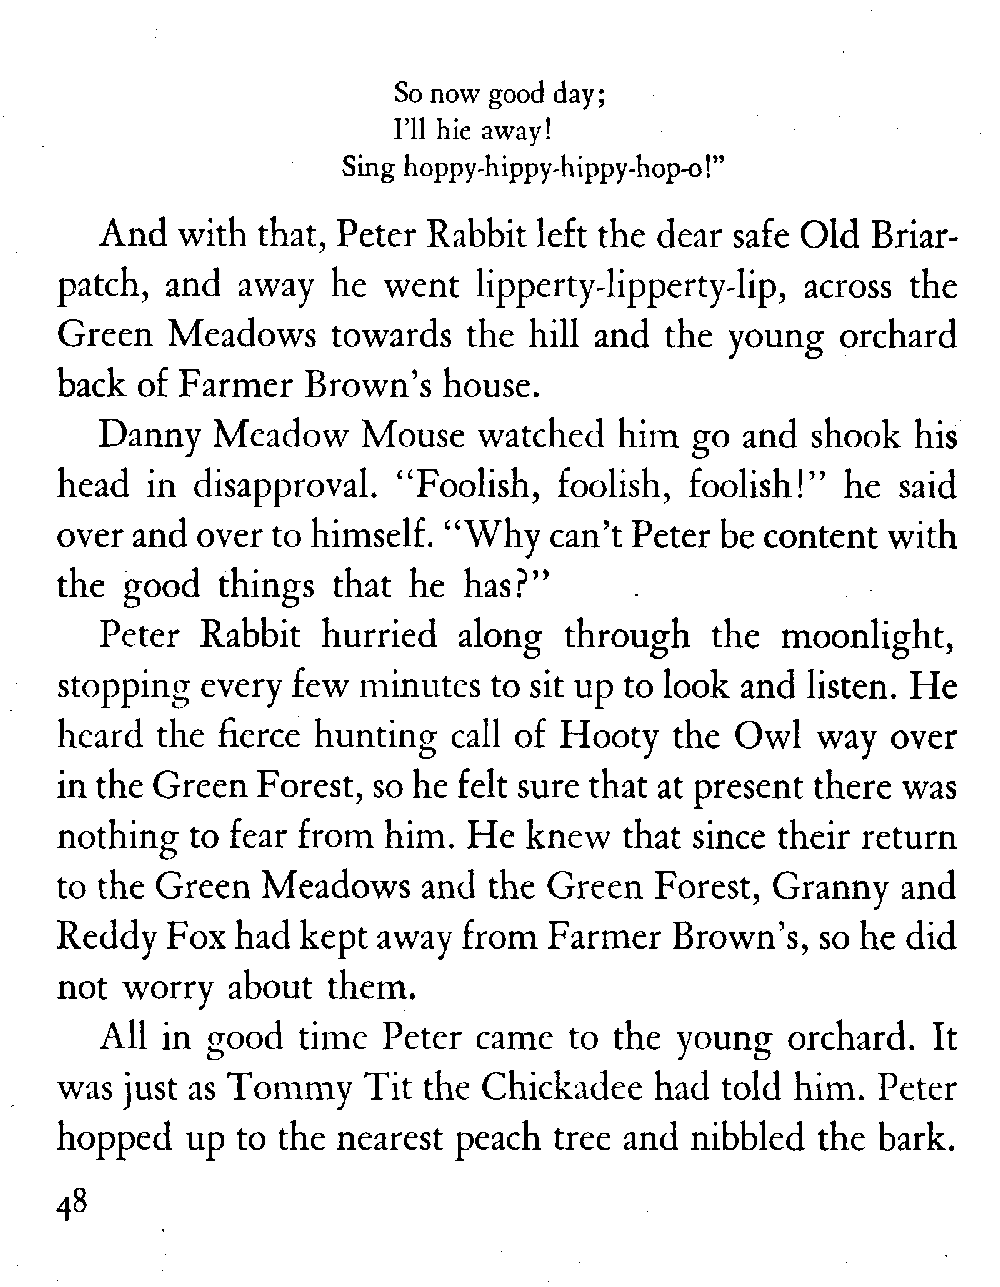 So now good day;
I'll hie away!
Sing hoppy-hippy-hippy-hop-o!”
And with that, Peter Rabbit left the dear safe Old Briar-
patch, and away he went lipperty-lipperty-lip, across the
Green Meadows towards the hill and the young orchard
back of Farmer Brown's house.
Danny Meadow Mouse watched him go and shook his
head in disapproval. “Foolish, foolish, foolish!” he said
over and over to himself. “Why can't Peter be content with
the good things that he has?”
Peter Rabbit hurried along through the moonlight,
stopping every few minutes to sit up to look and listen. He
heard the fierce hunting call of Hooty the Owl way over
in the Green Forest, so he felt sure that at present there was
nothing to fear from him. He knew that since their return
to the Green Meadows and the Green Forest, Granny and
Reddy Fox had kept away from Farmer Brown's, so he did
not worry about them.
All in good time Peter came to the young orchard. It
was just as Tommy Tit the Chickadee had told him. Peter
hopped up to the nearest peach tree and nibbled the bark.
48